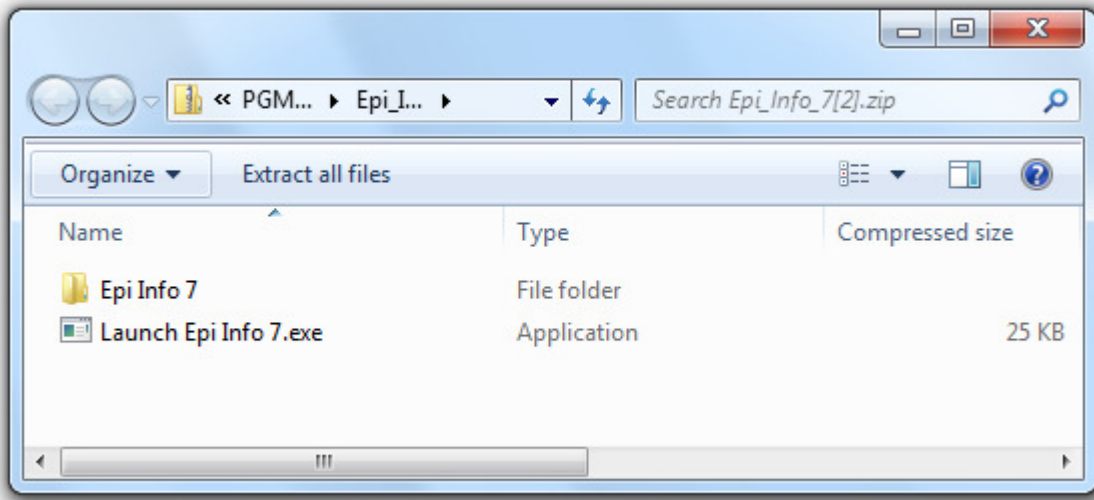 « PGM... ▸ Epi_I... ▸ Search Epi_Info_7[2].zip
Organize Extract all files
Name Type Compressed size
Epi Info 7 File folder
Launch Epi Info 7.exe Application 25 KB